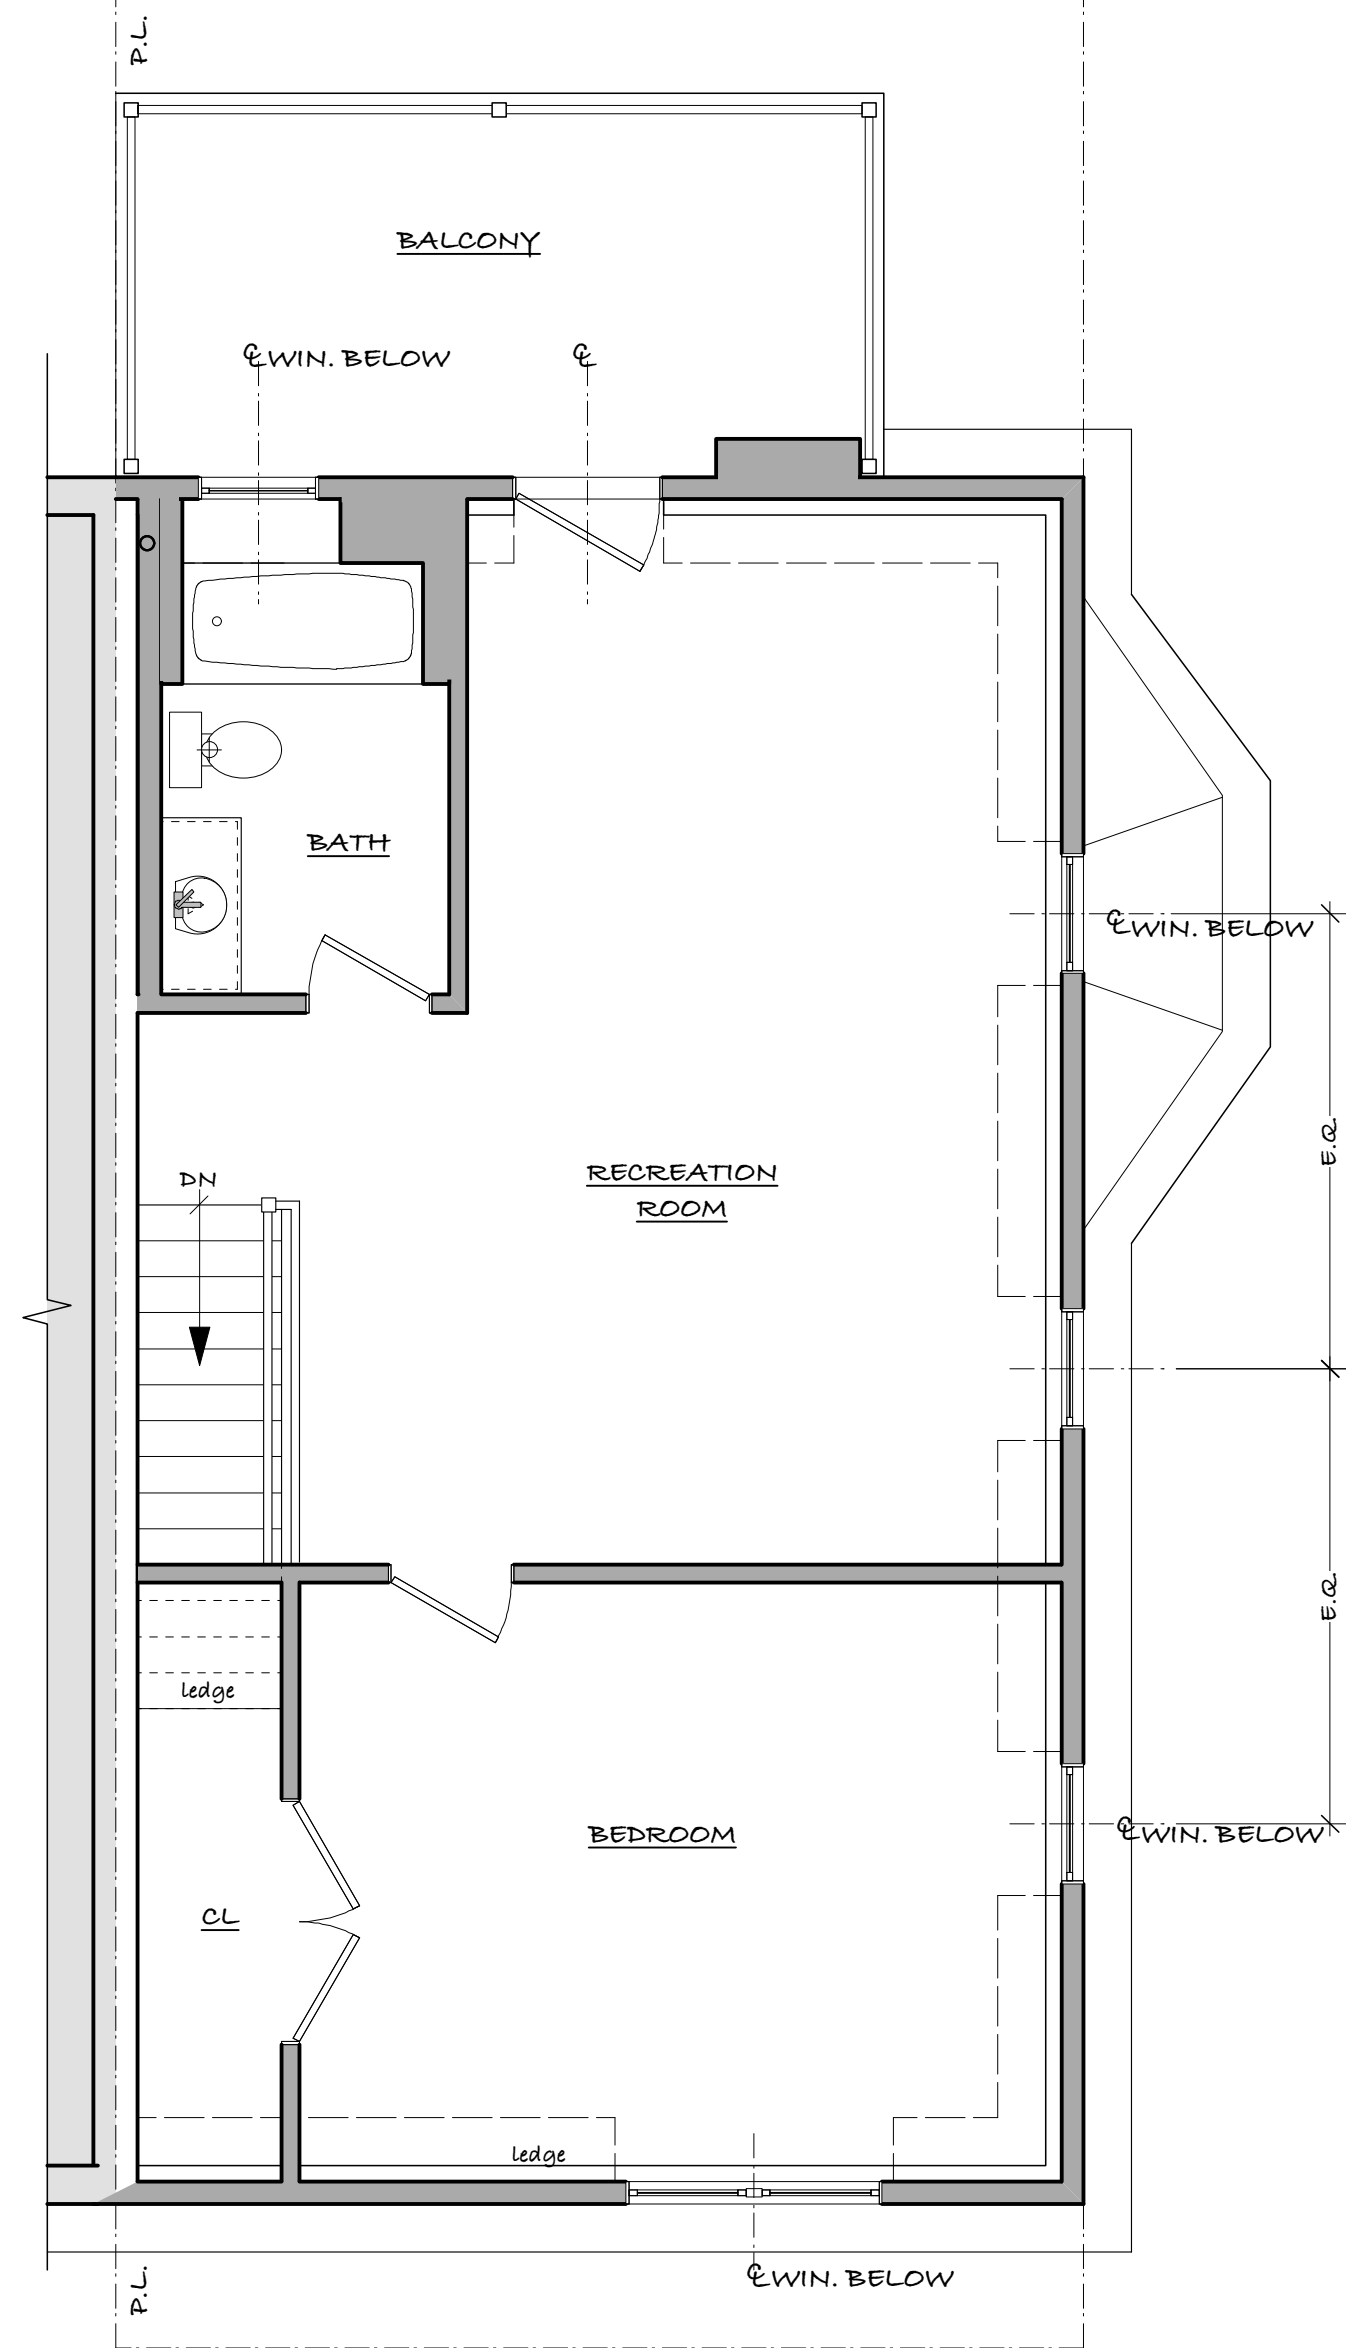 P.L.
BALCONY
℄ WIN. BELOW
℄
BATH
℄ WIN. BELOW
E.Q.
RECREATION
ROOM
DN
E.Q.
ledge
BEDROOM
℄ WIN. BELOW
CL
ledge
℄ WIN. BELOW
P.L.